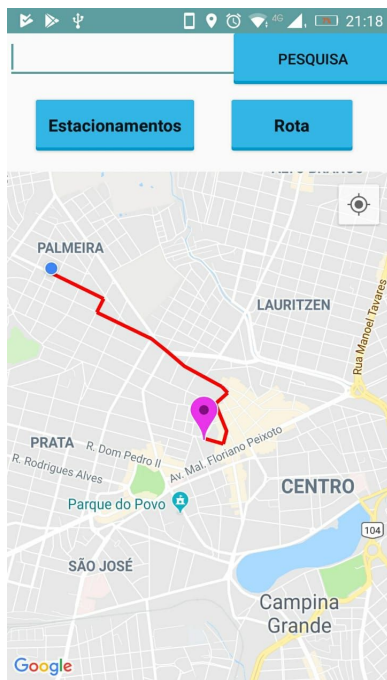 4G 21:18
PESQUISA
Estacionamentos
Rota
PALMEIRA
LAURITZEN
Rua Manoel Tavares
PRATA
R. Dom Pedro II
R. Rodrigues Alves
Av. Mal. Floriano Peixoto
CENTRO
Parque do Povo
104
SÃO JOSÉ
Campina
Grande
Google